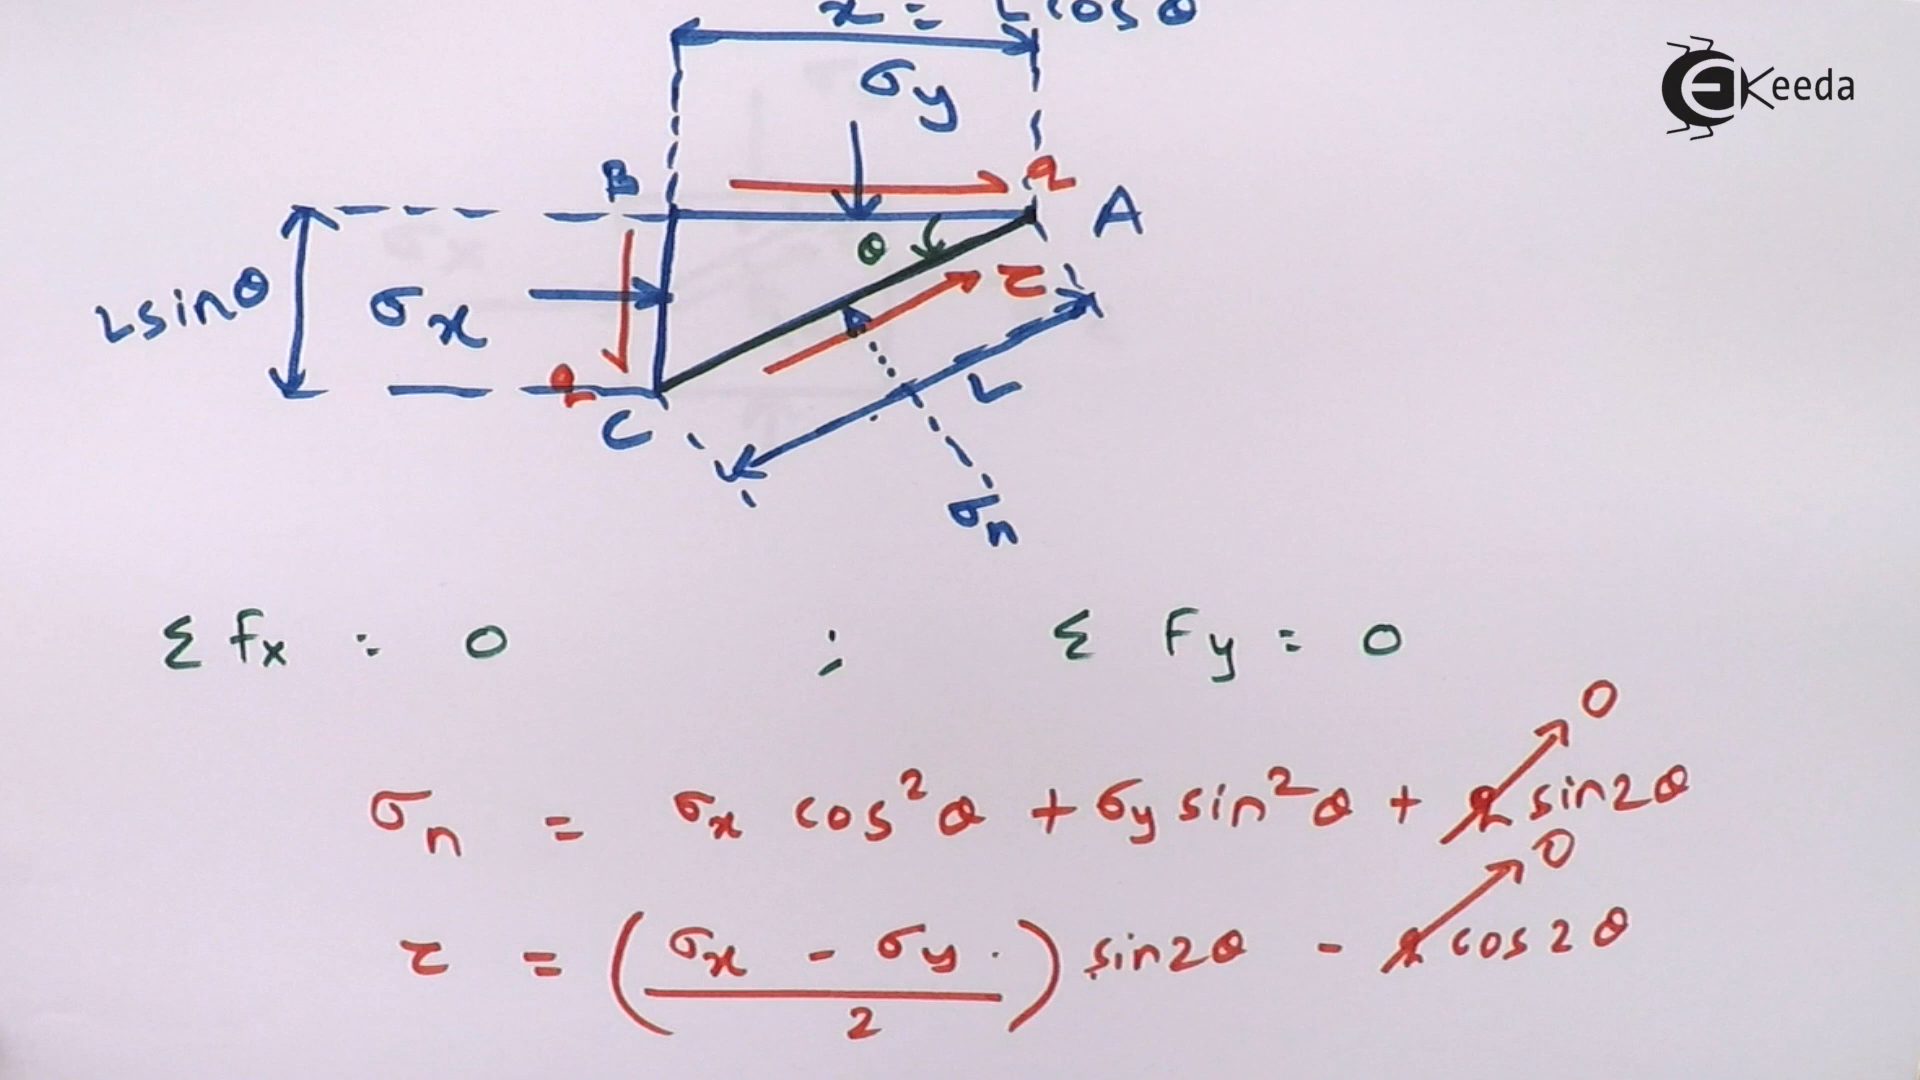 x = L cos θ
Keeda
σy
B
q
A
θ
L sin θ
σx
τ
q
L
C
σn
Σ fx = 0 ; Σ Fy = 0
0
σn = σx cos²θ + σy sin²θ + q sin2θ
0
τ = (σx - σy / 2) sin2θ - q cos2θ